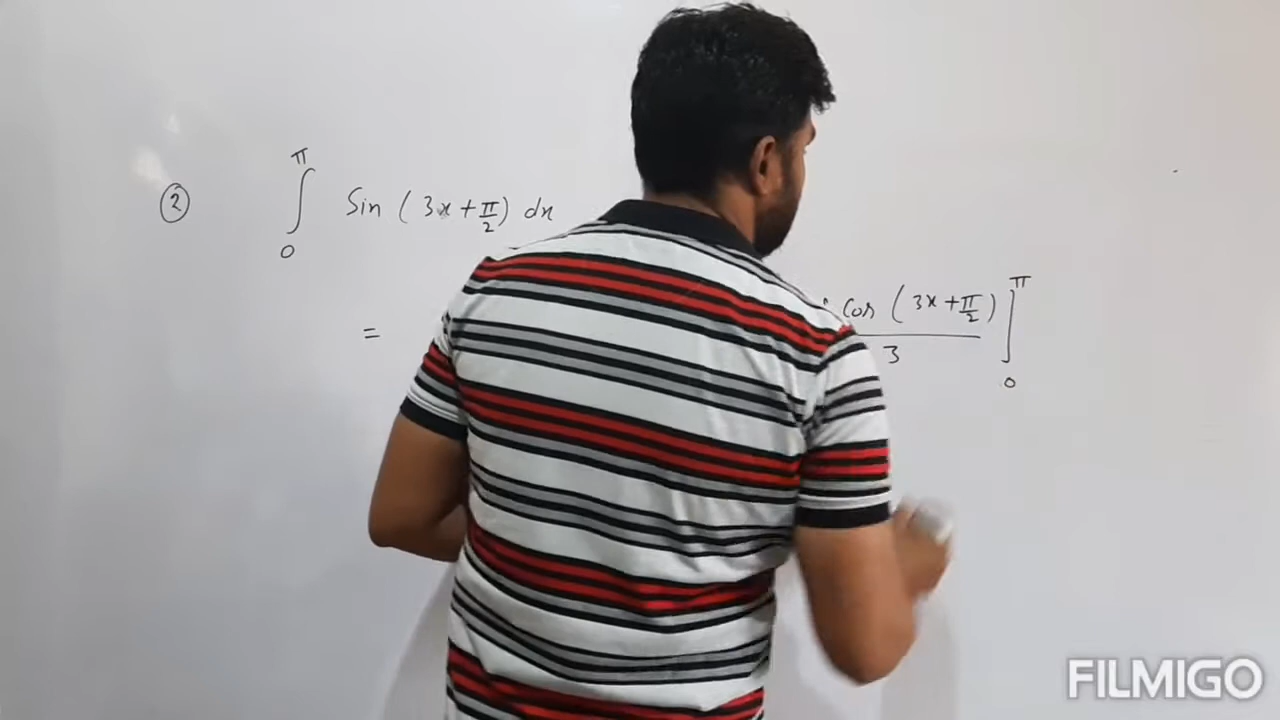 ② ∫₀^π Sin (3x + π/2) dx
= Cos (3x + π/2) / 3 ]₀^π
FILMIGO